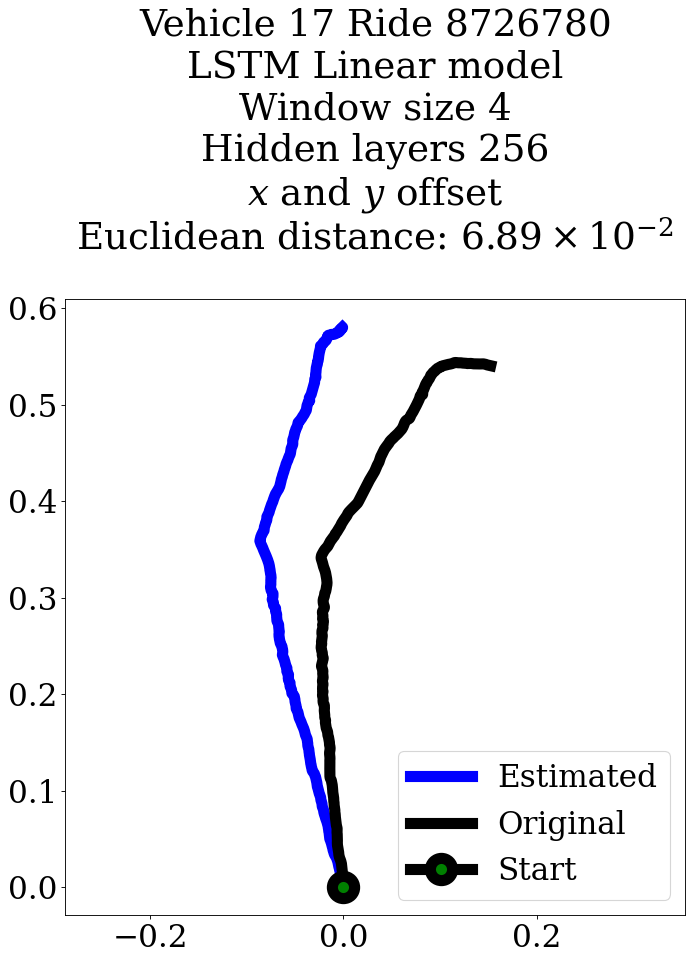 Vehicle 17 Ride 8726780
LSTM Linear model
Window size 4
Hidden layers 256
x and y offset
Euclidean distance: 6.89 × 10⁻²
0.6
0.5
0.4
0.3
0.2
0.1
0.0
−0.2
0.0
0.2
Estimated
Original
Start